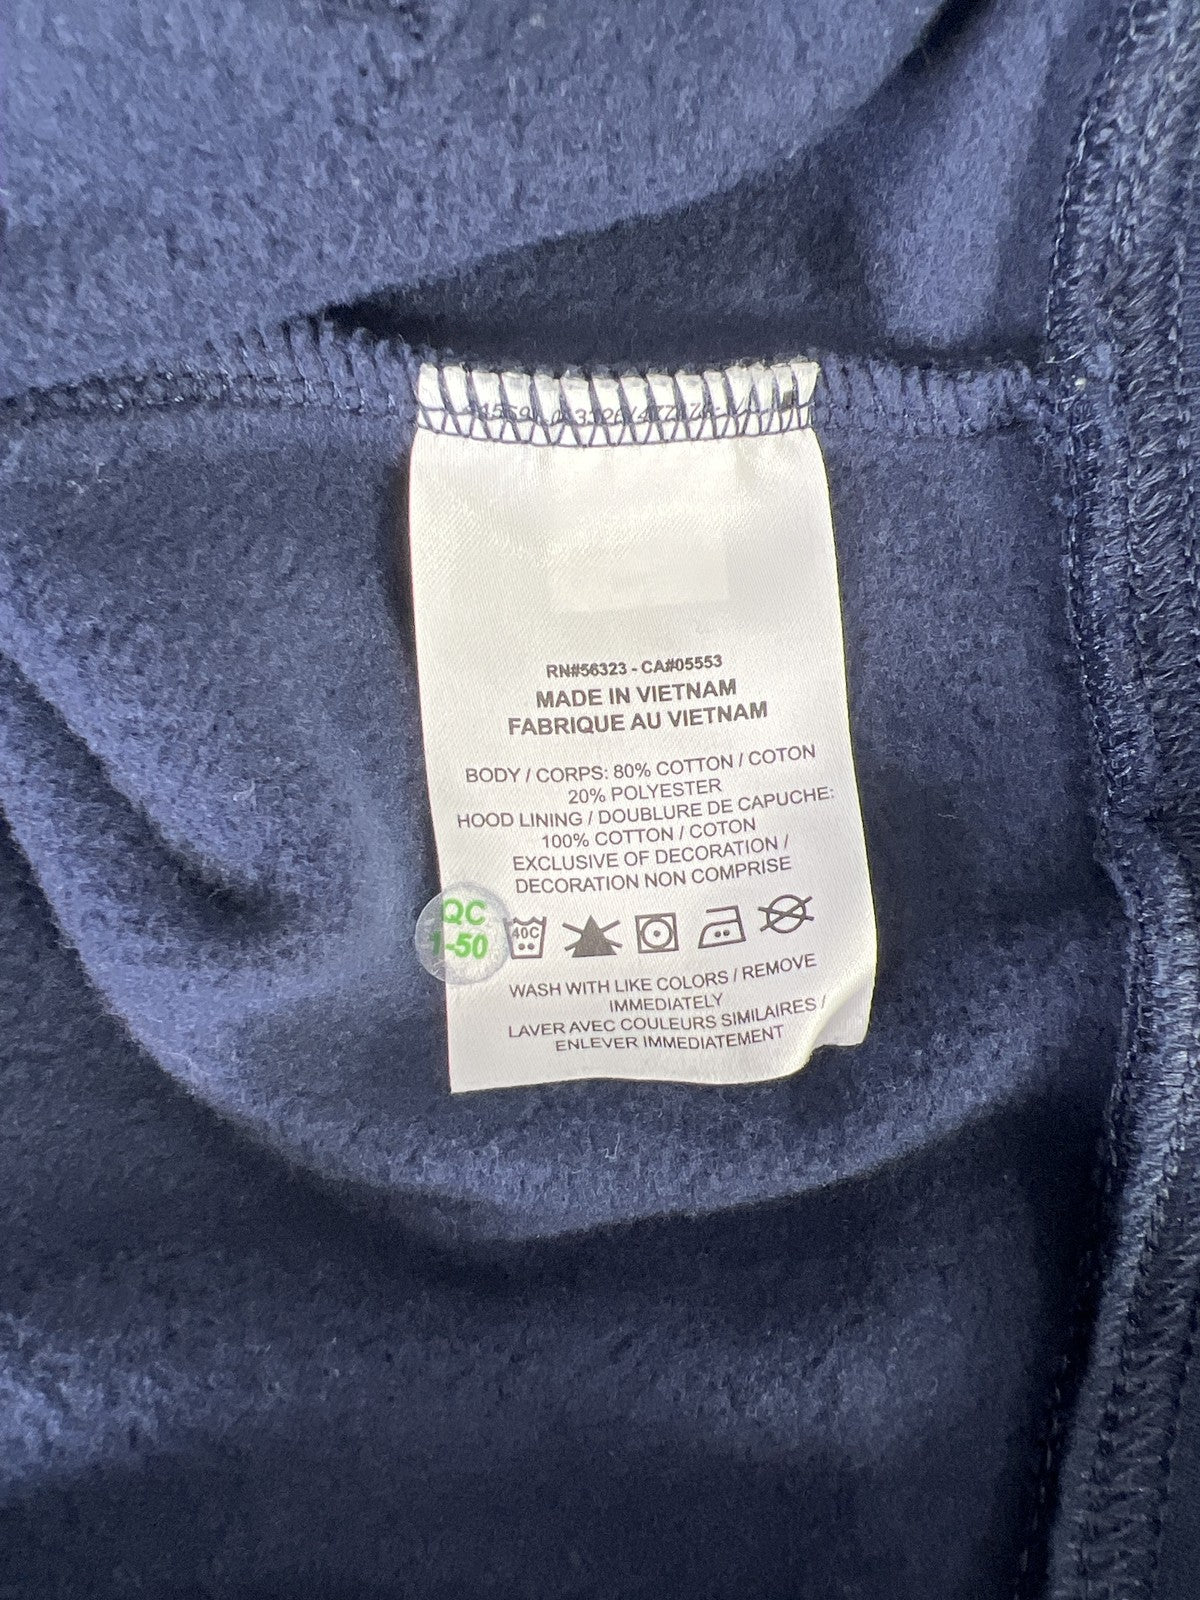 RN#56323 - CA#05553
MADE IN VIETNAM
FABRIQUE AU VIETNAM
BODY / CORPS: 80% COTTON / COTON
20% POLYESTER
HOOD LINING / DOUBLURE DE CAPUCHE:
100% COTTON / COTON
EXCLUSIVE OF DECORATION /
DECORATION NON COMPRISE
QC
1-50
40C
WASH WITH LIKE COLORS / REMOVE
IMMEDIATELY
LAVER AVEC COULEURS SIMILAIRES /
ENLEVER IMMEDIATEMENT